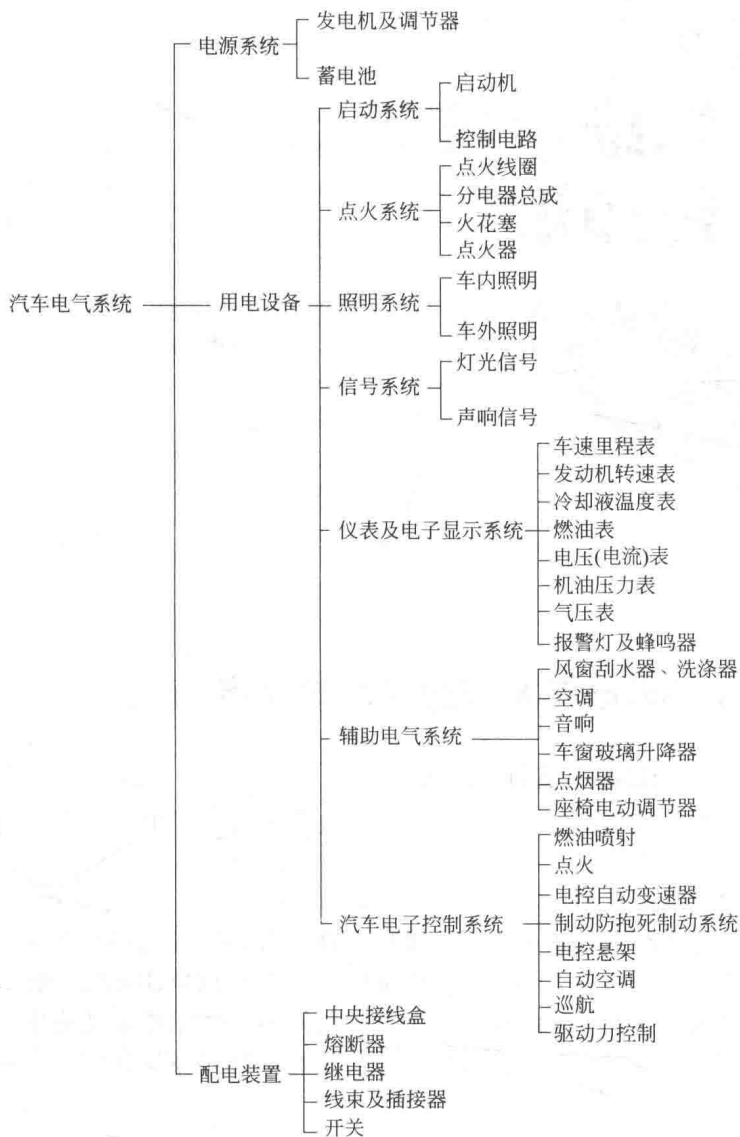 汽车电气系统
电源系统
发电机及调节器
蓄电池
用电设备
启动系统
启动机
控制电路
点火系统
点火线圈
分电器总成
火花塞
点火器
照明系统
车内照明
车外照明
信号系统
灯光信号
声响信号
仪表及电子显示系统
车速里程表
发动机转速表
冷却液温度表
燃油表
电压(电流)表
机油压力表
气压表
报警灯及蜂鸣器
辅助电气系统
风窗刮水器、洗涤器
空调
音响
车窗玻璃升降器
点烟器
座椅电动调节器
汽车电子控制系统
燃油喷射
点火
电控自动变速器
制动防抱死制动系统
电控悬架
自动空调
巡航
驱动力控制
配电装置
中央接线盒
熔断器
继电器
线束及插接器
开关